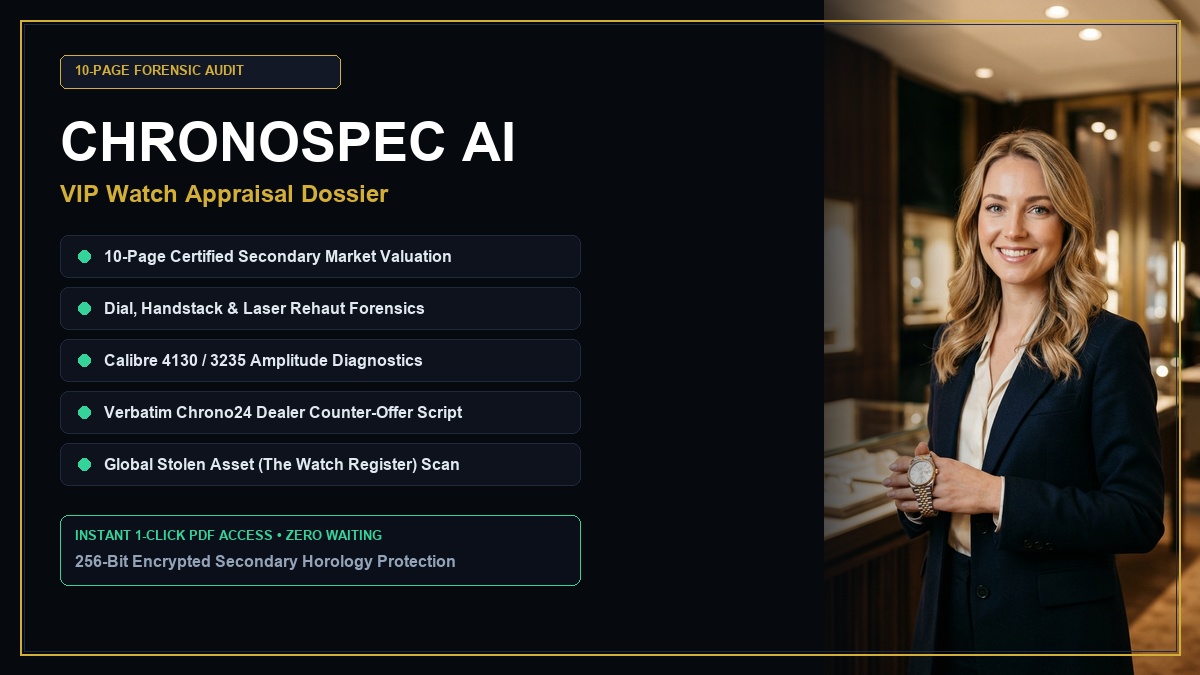 10-PAGE FORENSIC AUDIT
CHRONOSPEC AI
VIP Watch Appraisal Dossier
10-Page Certified Secondary Market Valuation
Dial, Handstack & Laser Rehaut Forensics
Calibre 4130 / 3235 Amplitude Diagnostics
Verbatim Chrono24 Dealer Counter-Offer Script
Global Stolen Asset (The Watch Register) Scan
INSTANT 1-CLICK PDF ACCESS • ZERO WAITING
256-Bit Encrypted Secondary Horology Protection